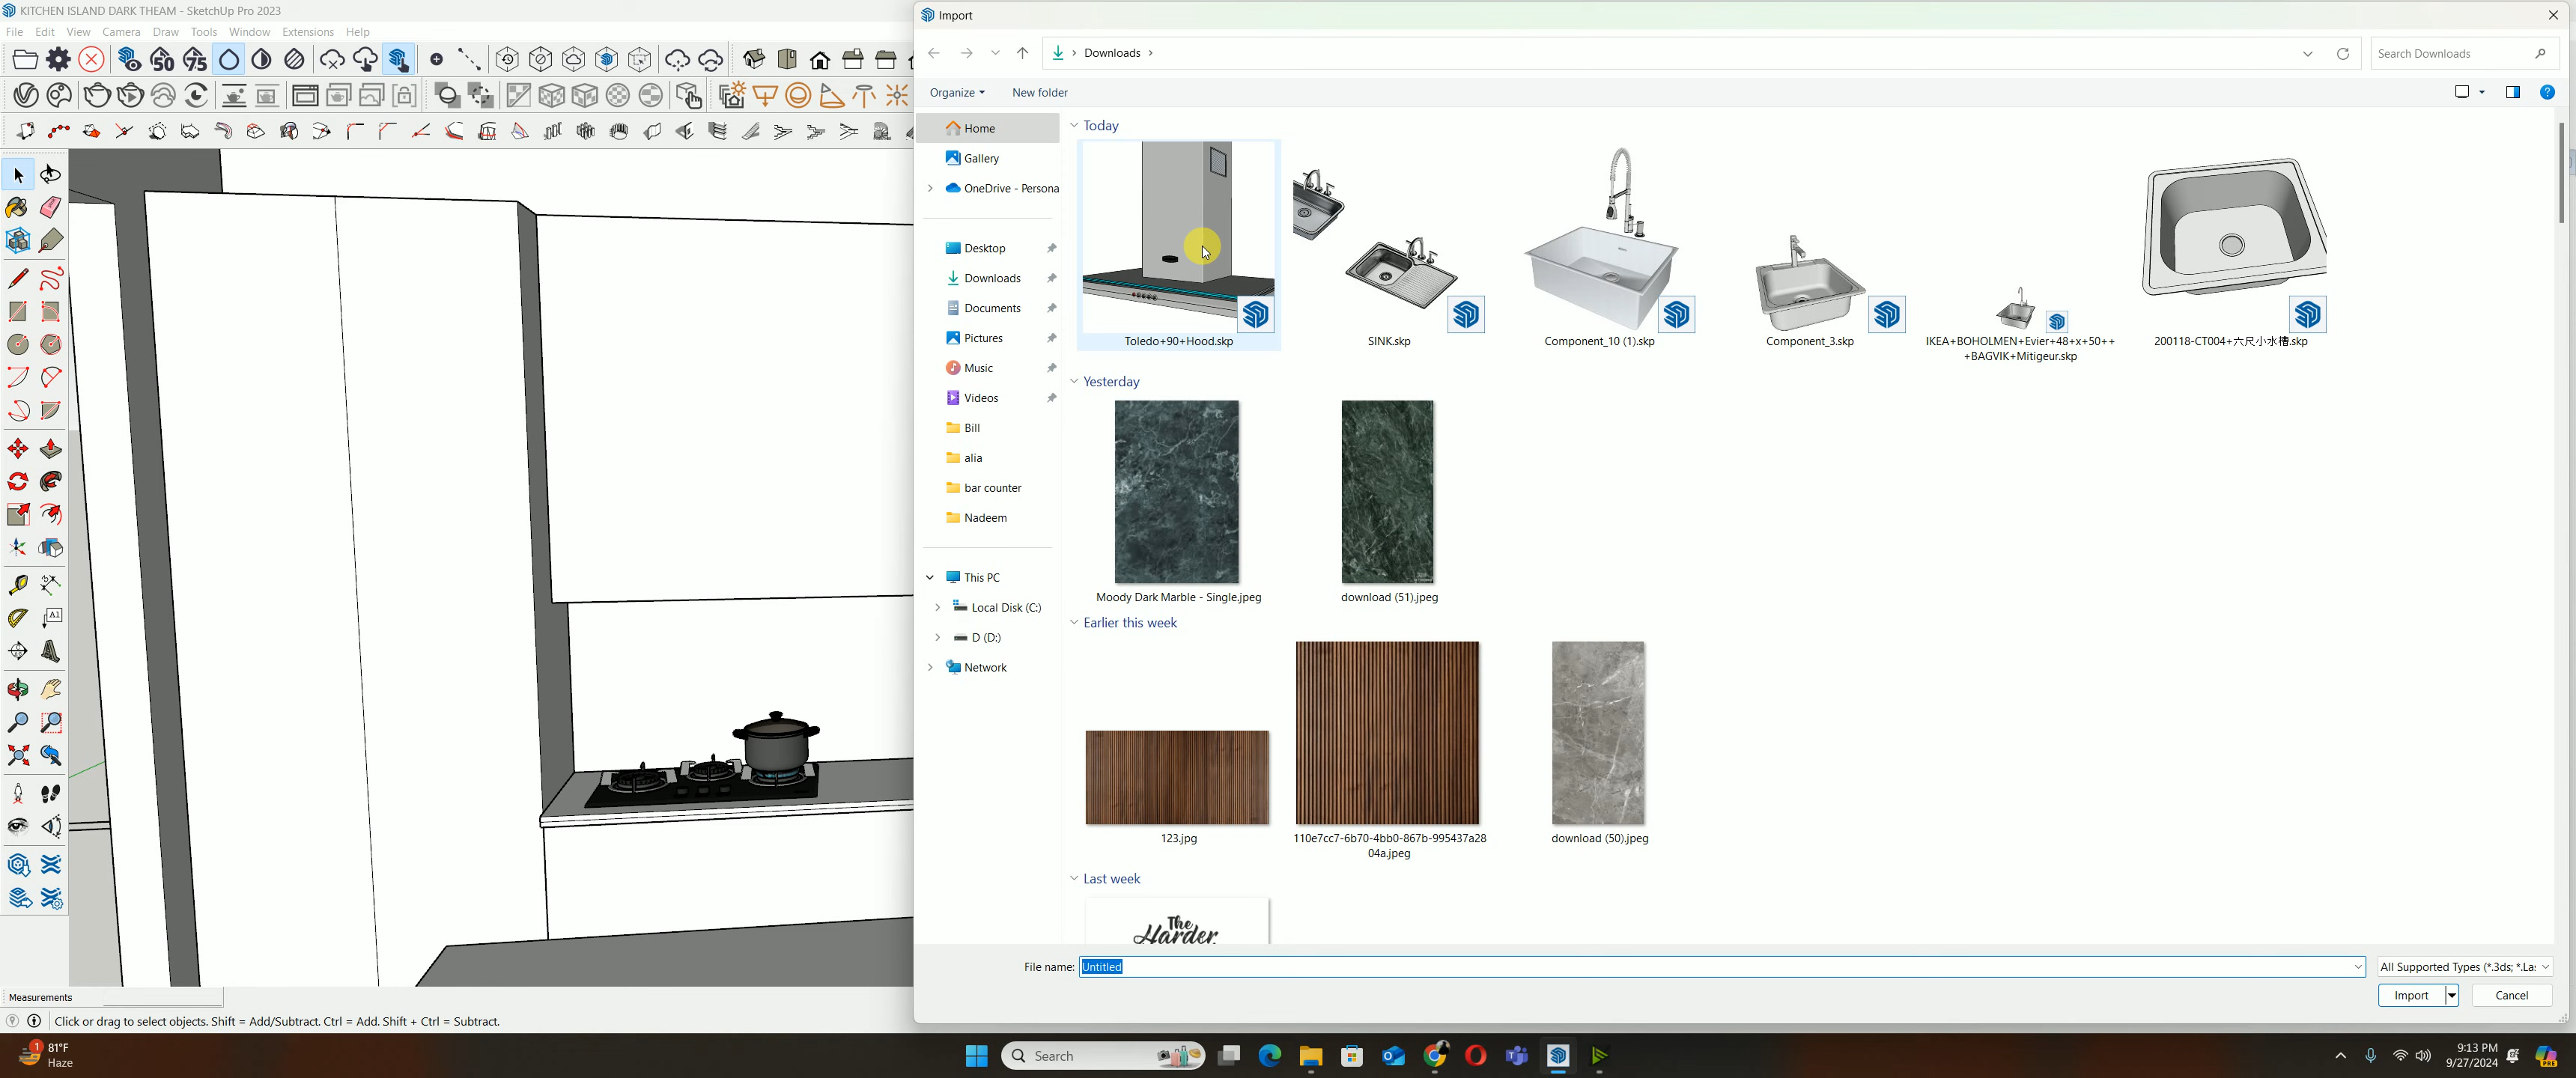 KITCHEN ISLAND DARK THEAM - SketchUp Pro 2023
File Edit View Camera Draw Tools Window Extensions Help
50 75
A1
Measurements
Click or drag to select objects. Shift = Add/Subtract. Ctrl = Add. Shift + Ctrl = Subtract.
Import
Downloads
Search Downloads
Organize
New folder
Home
Gallery
OneDrive - Persona
Desktop
Downloads
Documents
Pictures
Music
Videos
Bill
alia
bar counter
Nadeem
This PC
Local Disk (C:)
D (D:)
Network
Today
Toledo+90+Hood.skp
SINK.skp
Component_10 (1).skp
Component_3.skp
IKEA+BOHOLMEN+Evier+48+x+50++
+BAGVIK+Mitigeur.skp
200118-CT004+六尺小水槽.skp
Yesterday
Moody Dark Marble - Single.jpeg
download (51).jpeg
Earlier this week
123.jpg
110e7cc7-6b70-4bb0-867b-995437a28
04a.jpeg
download (50).jpeg
Last week
The
Harder
File name:
Untitled
All Supported Types (*.3ds; *.La
Import
Cancel
1
81°F
Haze
Search
9:13 PM
9/27/2024
PRE